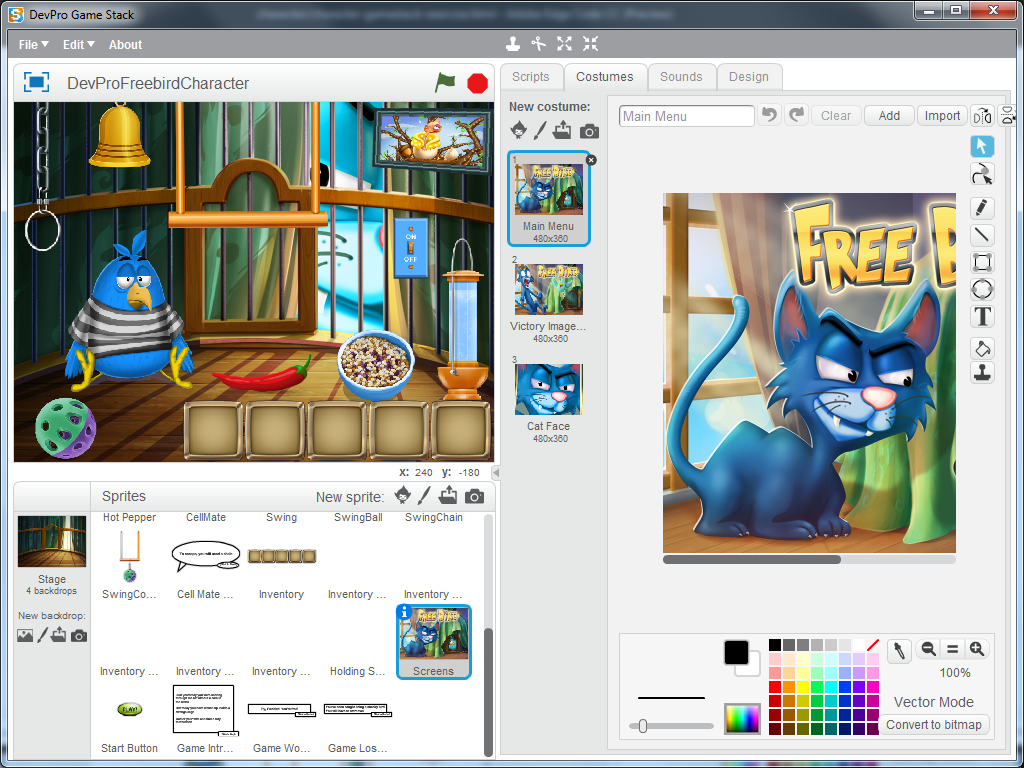 DevPro Game Stack
File Edit About
DevProFreebirdCharacter
ON
OFF
x: 240 y: -180
Sprites
New sprite:
Stage
4 backdrops
New backdrop:
Hot Pepper CellMate Swing SwingBall SwingChain
SwingCo... Cell Mate ... Inventory Inventory ... Inventory ...
Inventory ... Inventory ... Inventory ... Holding S... Screens
PLAY!
Start Button Game Intr... Game Wo... Game Los...
Scripts Costumes Sounds Design
New costume:
1
FREE BIRD
Main Menu
480x360
2
Victory Image...
480x360
3
Cat Face
480x360
Main Menu Clear Add Import
FREE B
T
100%
Vector Mode
Convert to bitmap